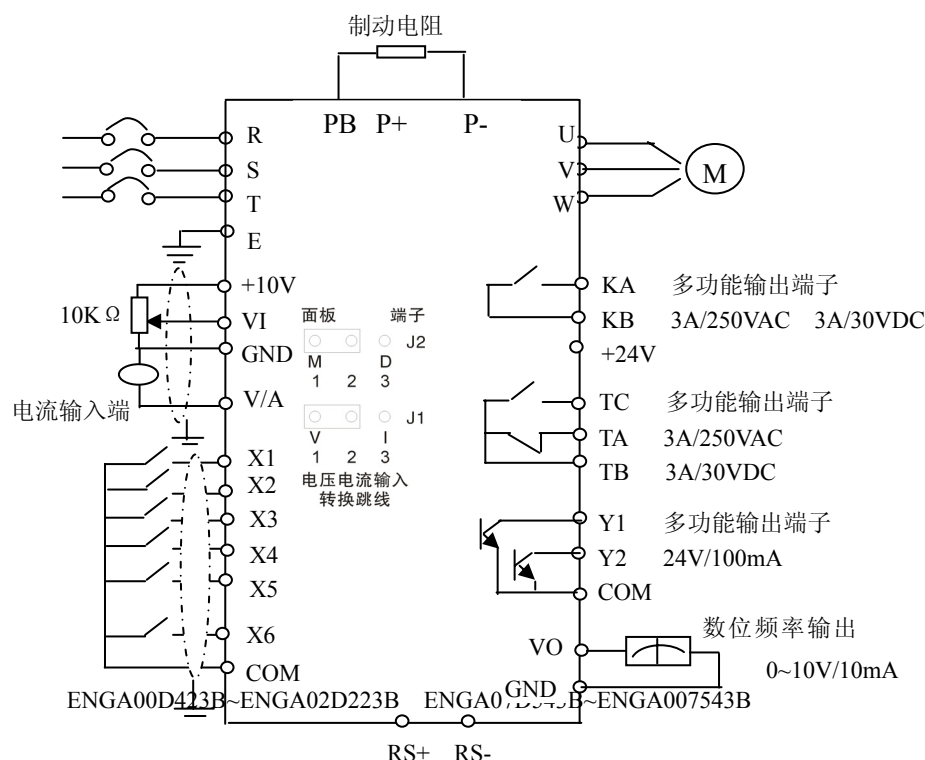 制动电阻
PB P+ P-
R
S
T
E
U
V
W
M
+10V
10KΩ
VI
GND
V/A
电流输入端
面板 端子
J2
M D
1 2 3
J1
V I
1 2 3
电压电流输入
转换跳线
KA 多功能输出端子
KB 3A/250VAC 3A/30VDC
+24V
TC 多功能输出端子
TA 3A/250VAC
TB 3A/30VDC
X1
X2
X3
X4
X5
X6
COM
Y1 多功能输出端子
Y2 24V/100mA
COM
数位频率输出
VO
0~10V/10mA
GND
ENGA00D423B~ENGA02D223B
RS+ RS-